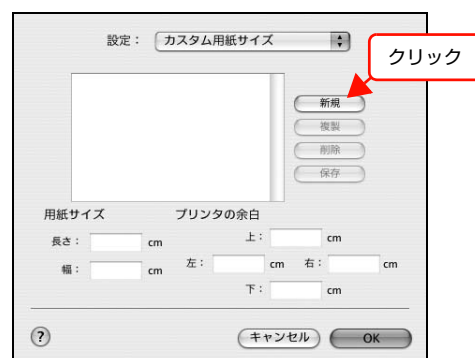 設定： カスタム用紙サイズ
クリック
新規
複製
削除
保存
用紙サイズ プリンタの余白
長さ： cm 上： cm
幅： cm 左： cm 右： cm
下： cm
? キャンセル OK